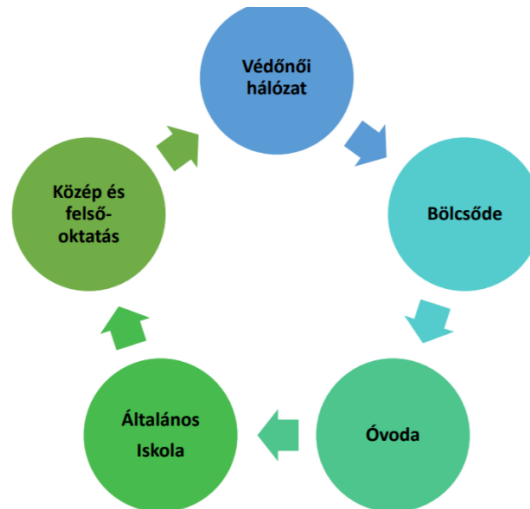 Védőnői
hálózat
Bölcsőde
Óvoda
Általános
Iskola
Közép és
felső-
oktatás